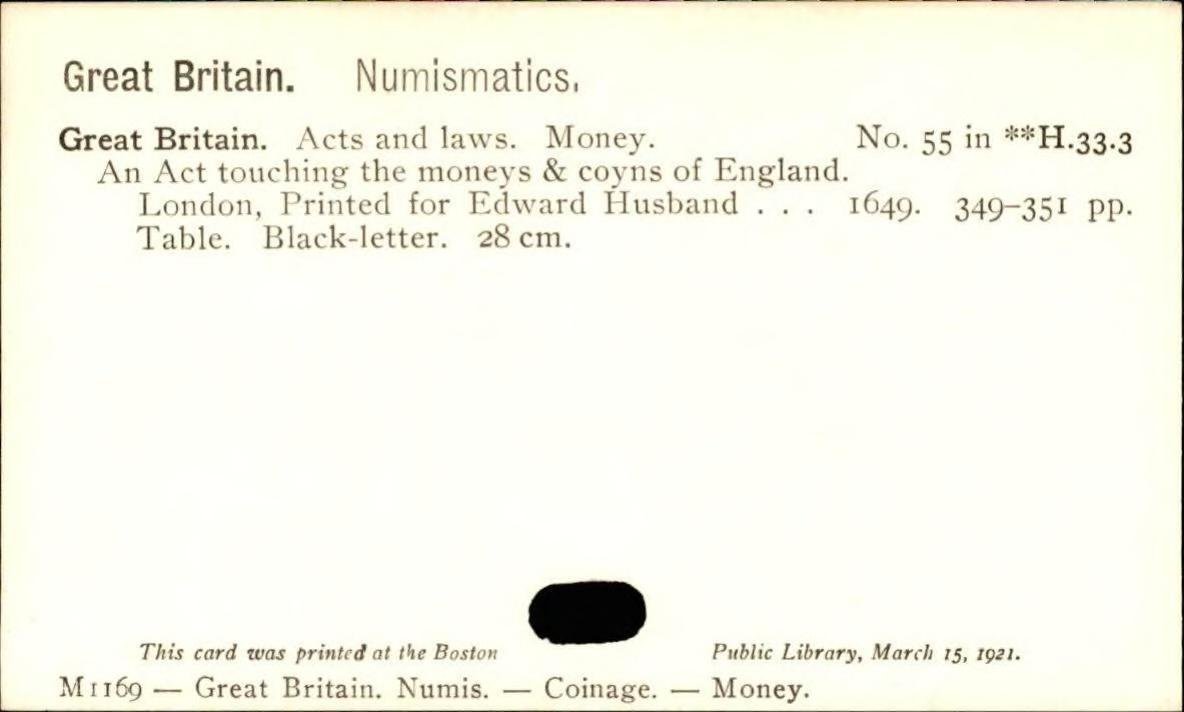 Great Britain. Numismatics.
Great Britain. Acts and laws. Money. No. 55 in **H.33.3
An Act touching the moneys & coyns of England.
London, Printed for Edward Husband . . . 1649. 349–351 pp.
Table. Black-letter. 28 cm.
This card was printed at the Boston Public Library, March 15, 1921.
M1169 — Great Britain. Numis. — Coinage. — Money.